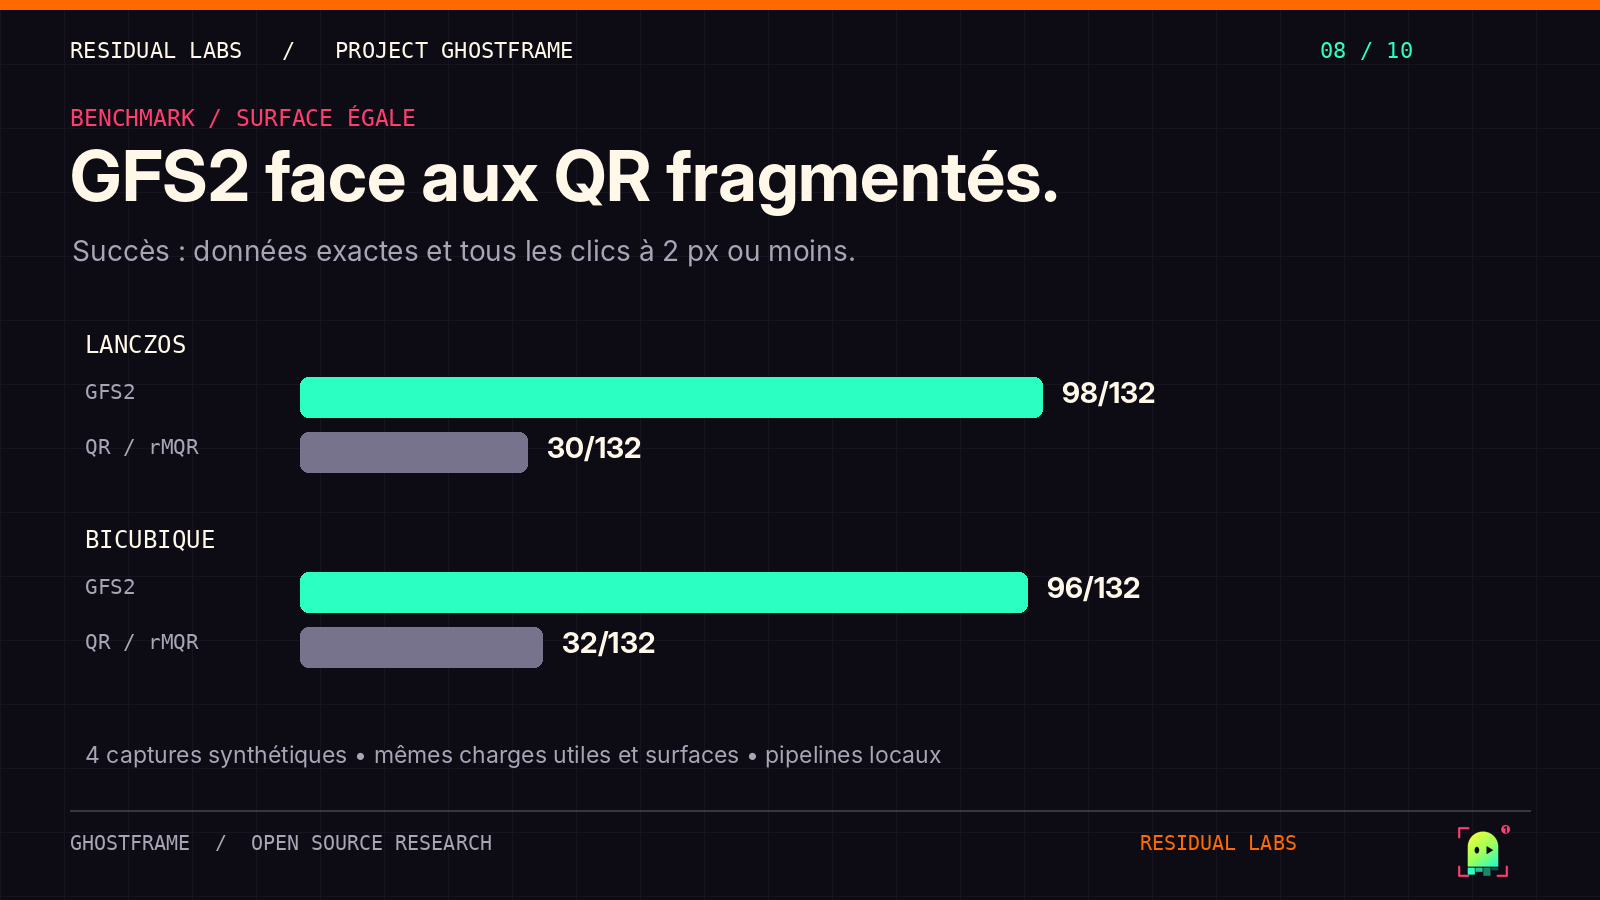 RESIDUAL LABS / PROJECT GHOSTFRAME
08 / 10
BENCHMARK / SURFACE ÉGALE
GFS2 face aux QR fragmentés.
Succès : données exactes et tous les clics à 2 px ou moins.
LANCZOS
GFS2
98/132
QR / rMQR
30/132
BICUBIQUE
GFS2
96/132
QR / rMQR
32/132
4 captures synthétiques • mêmes charges utiles et surfaces • pipelines locaux
GHOSTFRAME / OPEN SOURCE RESEARCH
RESIDUAL LABS